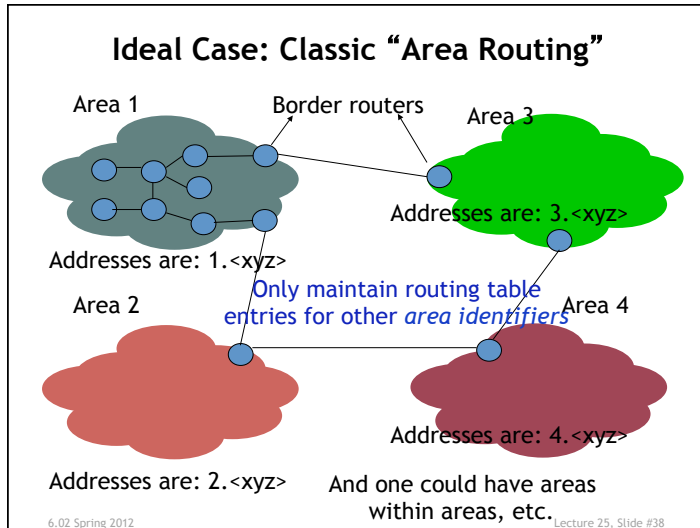 Ideal Case: Classic “Area Routing”
Area 1
Border routers
Area 3
Addresses are: 3.<xyz>
Addresses are: 1.<xyz>
Only maintain routing table
entries for other area identifiers
Area 2
Area 4
Addresses are: 4.<xyz>
Addresses are: 2.<xyz>
And one could have areas
within areas, etc.
6.02 Spring 2012
Lecture 25, Slide #38